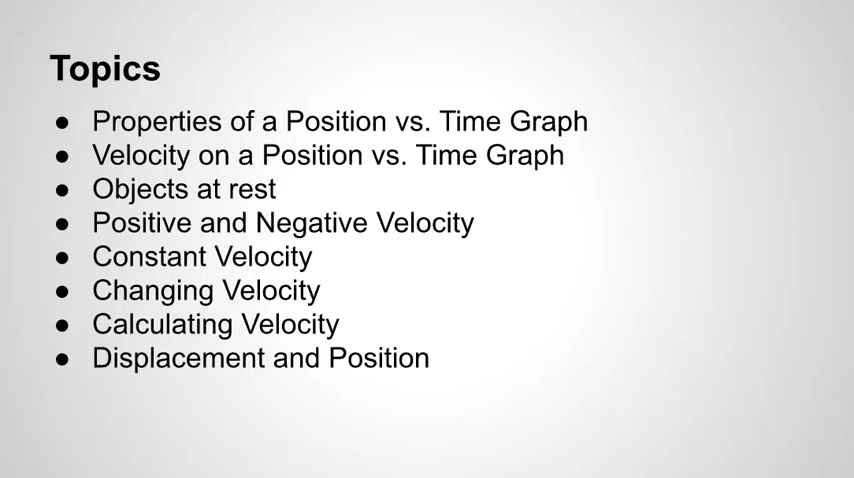 Topics
● Properties of a Position vs. Time Graph
● Velocity on a Position vs. Time Graph
● Objects at rest
● Positive and Negative Velocity
● Constant Velocity
● Changing Velocity
● Calculating Velocity
● Displacement and Position